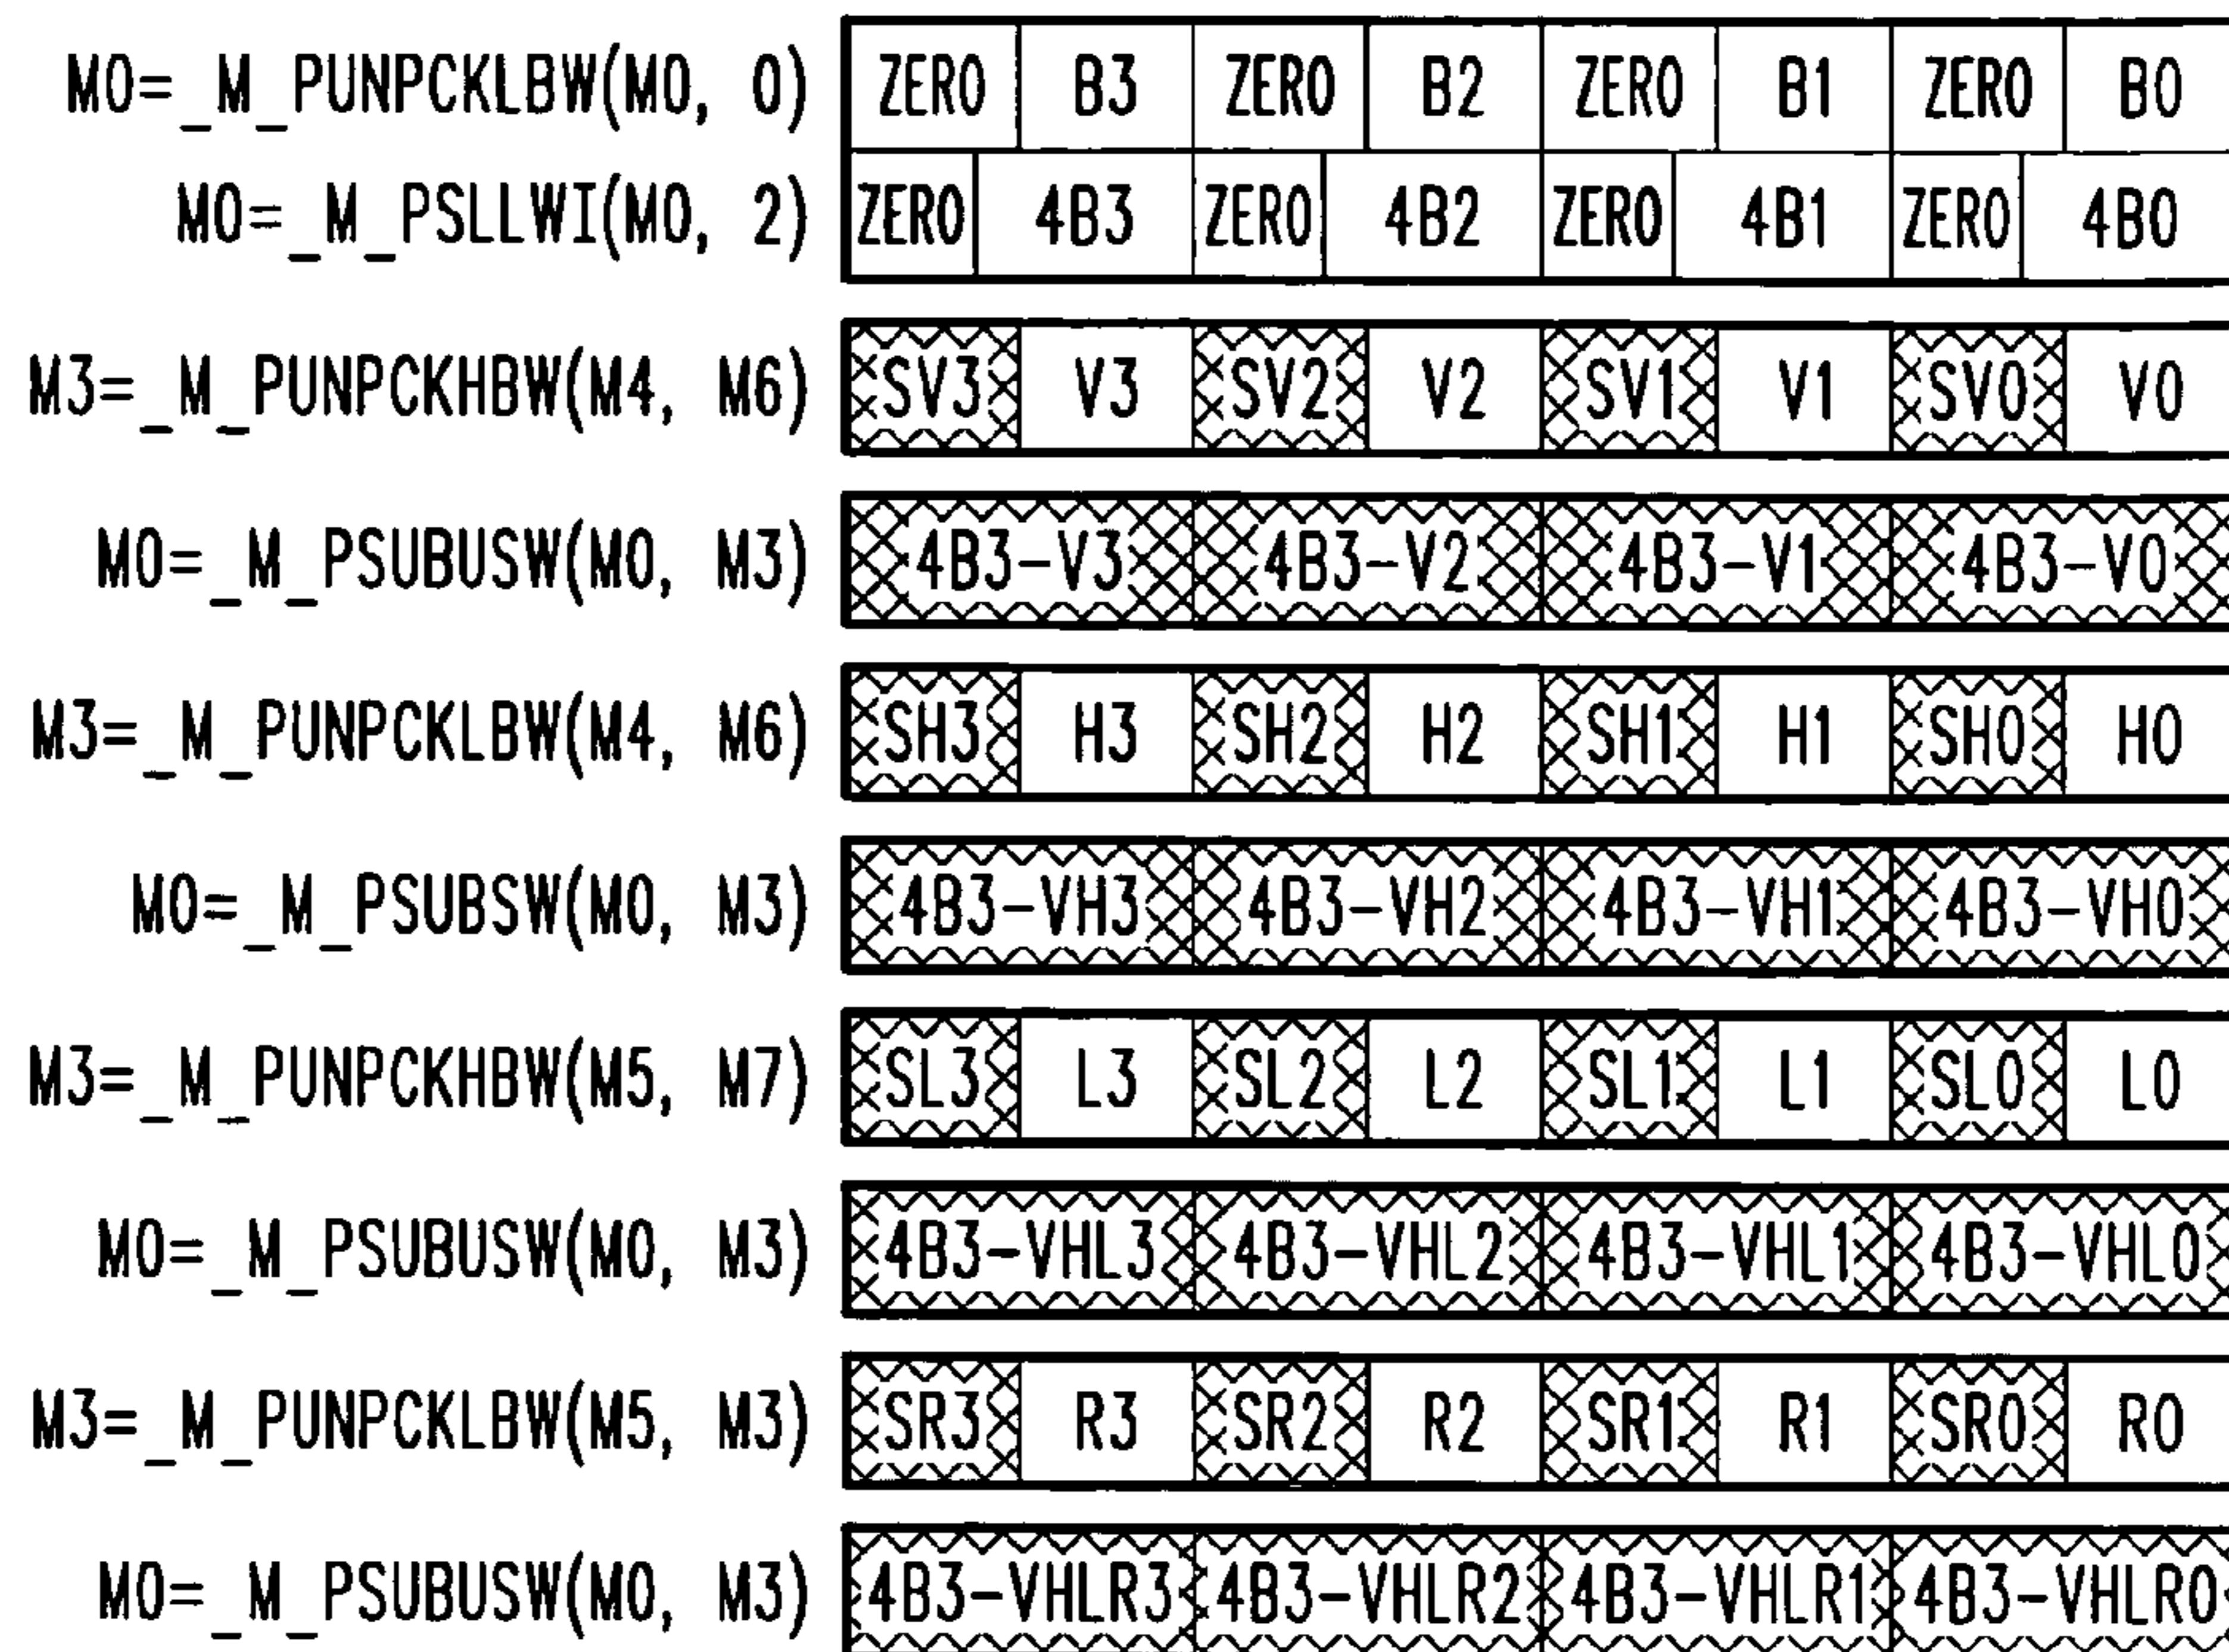 M0=_M_PUNPCKLBW(M0, 0) ZERO B3 ZERO B2 ZERO B1 ZERO B0
M0=_M_PSLLWI(M0, 2) ZERO 4B3 ZERO 4B2 ZERO 4B1 ZERO 4B0
M3=_M_PUNPCKHBW(M4, M6) SV3 V3 SV2 V2 SV1 V1 SV0 V0
M0=_M_PSUBUSW(M0, M3) 4B3-V3 4B3-V2 4B3-V1 4B3-V0
M3=_M_PUNPCKLBW(M4, M6) SH3 H3 SH2 H2 SH1 H1 SH0 H0
M0=_M_PSUBSW(M0, M3) 4B3-VH3 4B3-VH2 4B3-VH1 4B3-VH0
M3=_M_PUNPCKHBW(M5, M7) SL3 L3 SL2 L2 SL1 L1 SL0 L0
M0=_M_PSUBUSW(M0, M3) 4B3-VHL3 4B3-VHL2 4B3-VHL1 4B3-VHL0
M3=_M_PUNPCKLBW(M5, M3) SR3 R3 SR2 R2 SR1 R1 SR0 R0
M0=_M_PSUBUSW(M0, M3) 4B3-VHLR3 4B3-VHLR2 4B3-VHLR1 4B3-VHLR0